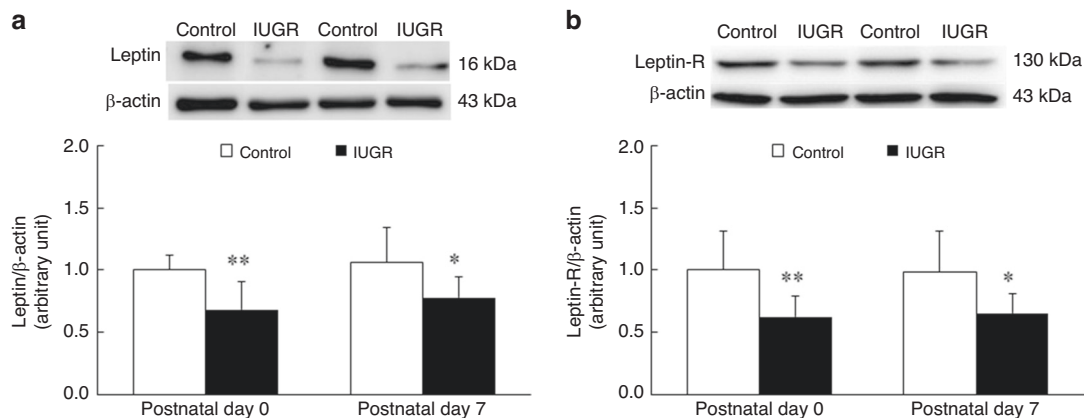 a
Control IUGR Control IUGR
Leptin 16 kDa
β-actin 43 kDa
2.0
Control IUGR
1.5
1.0
0.5
0.0
** *
Leptin/β-actin
(arbitrary unit)
Postnatal day 0 Postnatal day 7
b
Control IUGR Control IUGR
Leptin-R 130 kDa
β-actin 43 kDa
2.0
Control IUGR
1.5
1.0
0.5
0.0
** *
Leptin-R/β-actin
(arbitrary unit)
Postnatal day 0 Postnatal day 7